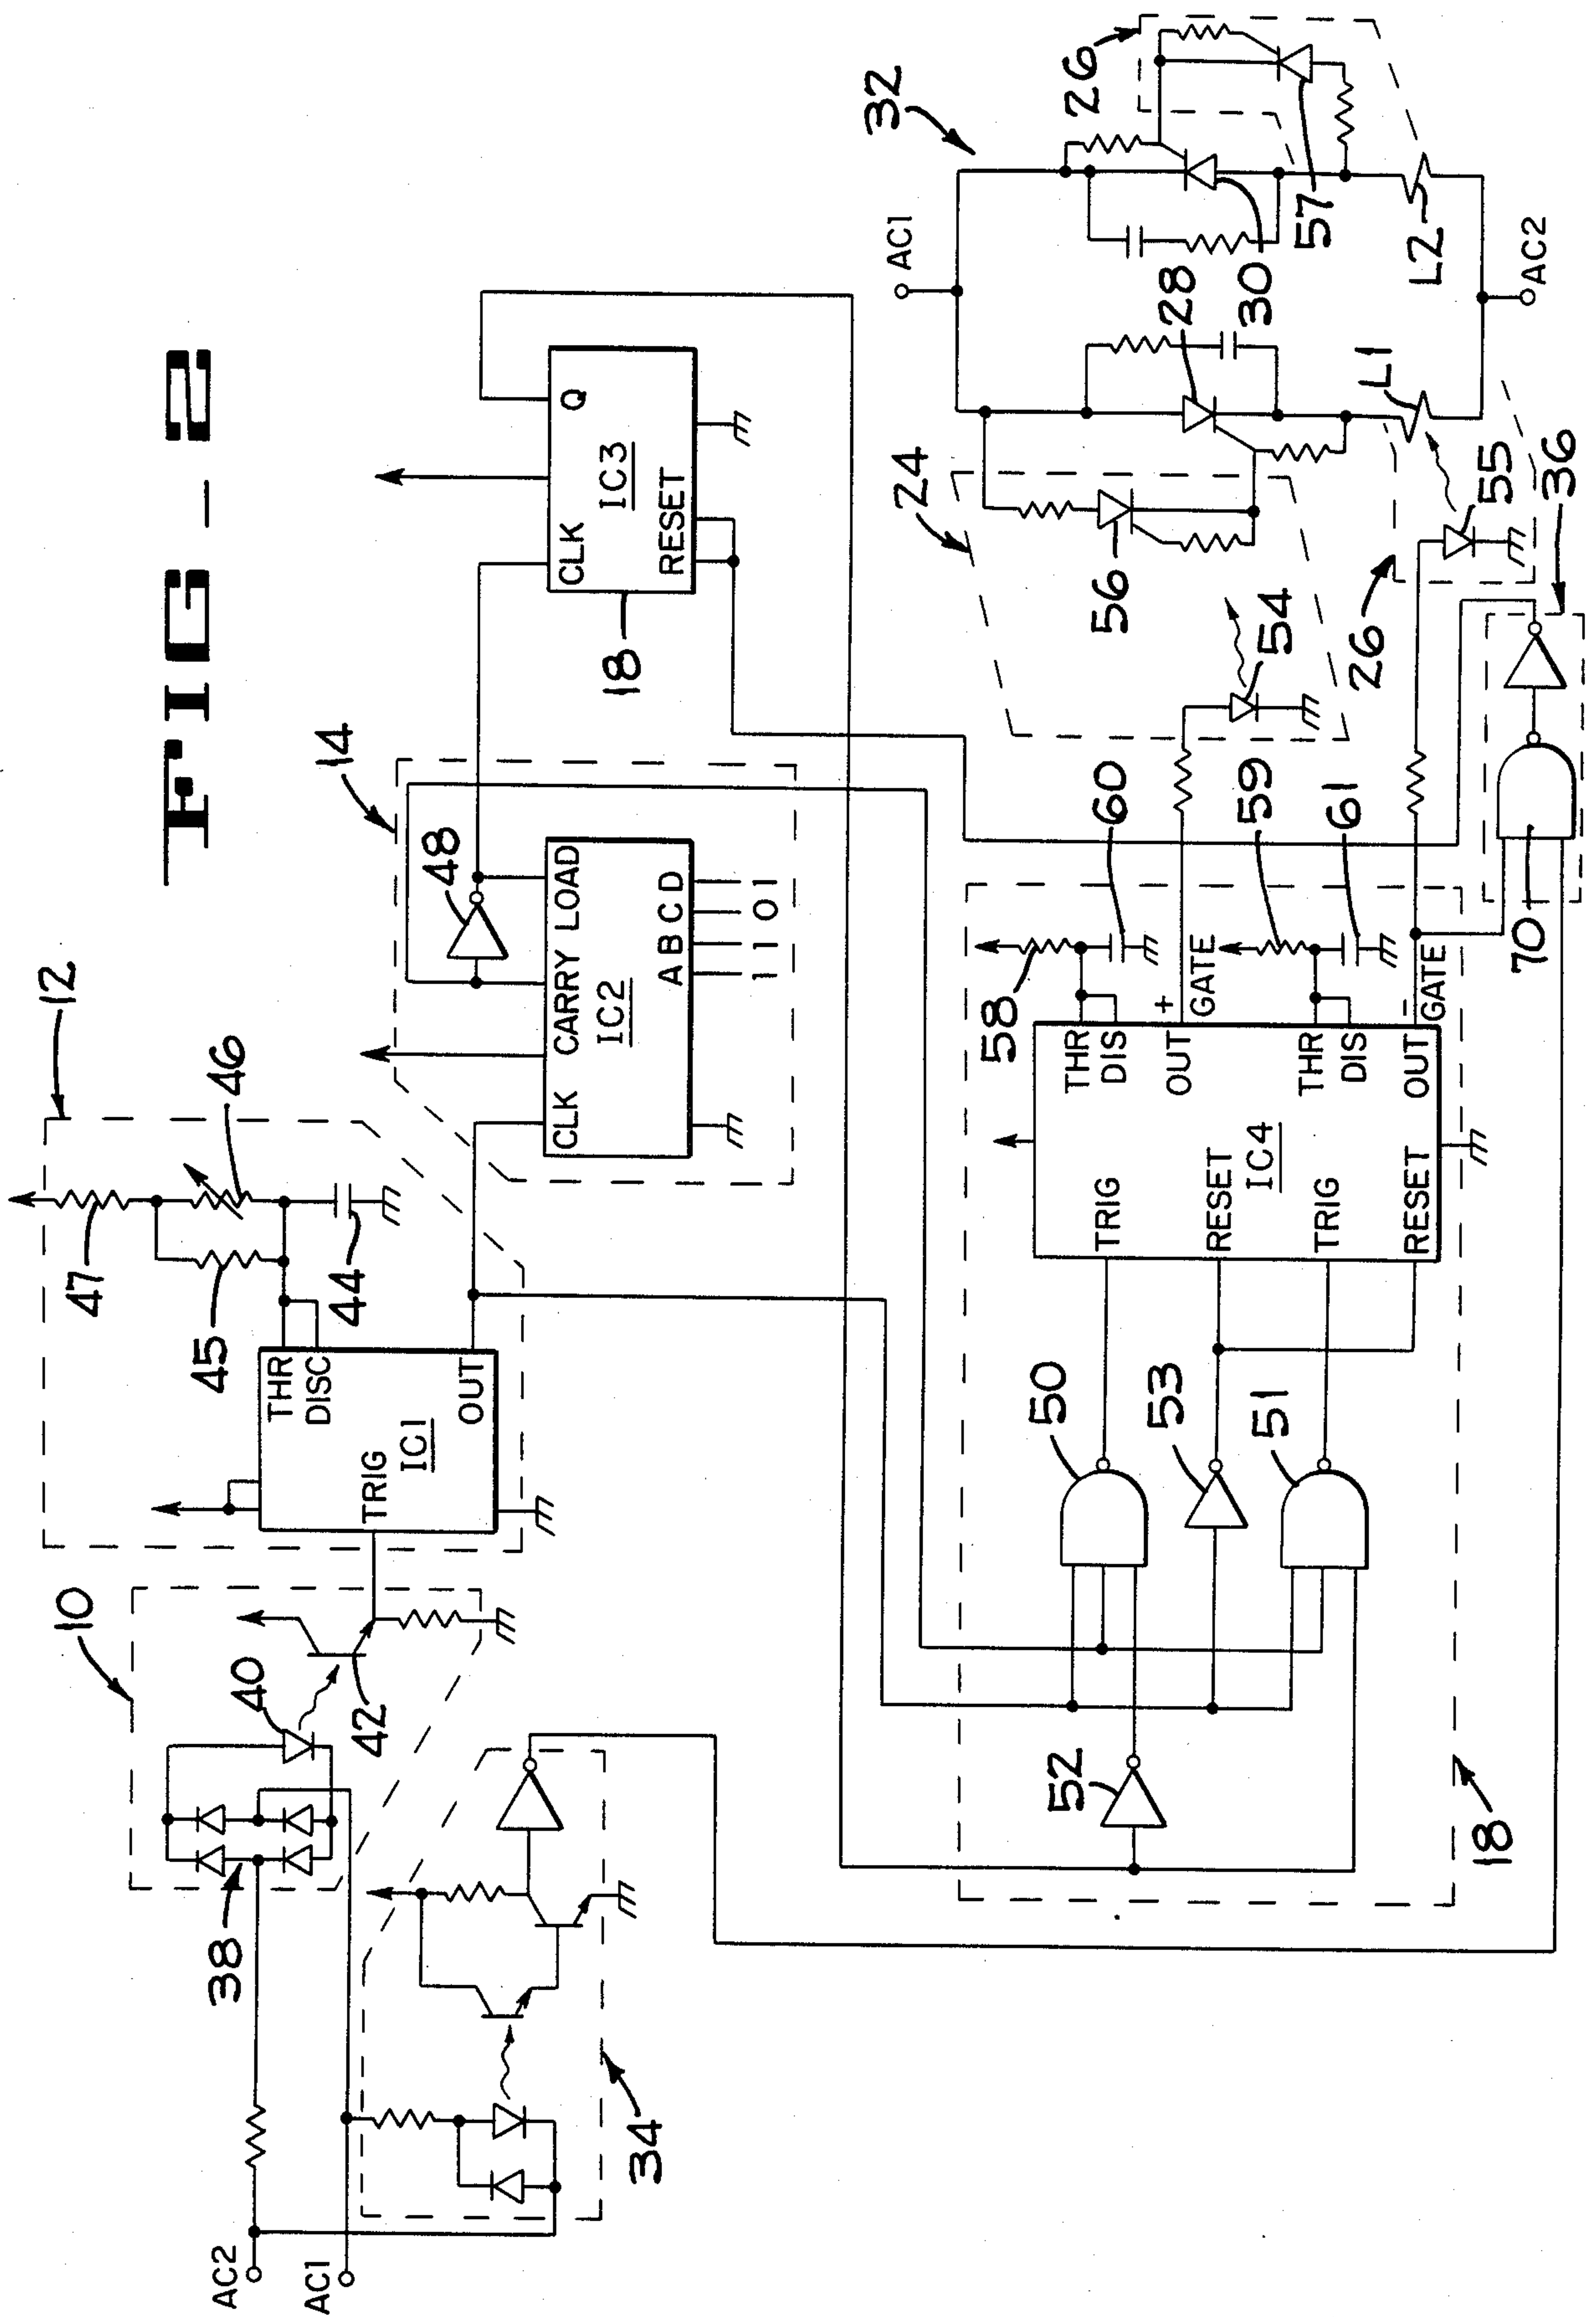 FIG - 2
12
47
46
45
44
THR
DISC
TRIG
IC1
OUT
10
40
42
38
AC2
AC1
34
14
48
CLK
CARRY
LOAD
IC2
A B C D
1 1 0 1
CLK
Q
IC3
RESET
18
50
53
51
52
18
TRIG
RESET
IC4
TRIG
RESET
THR
DIS
OUT
THR
DIS
OUT
58
60
+
GATE
59
61
-
GATE
70
36
24
56
54
26
55
32
AC1
28
30
26
57
L1
L2
AC2